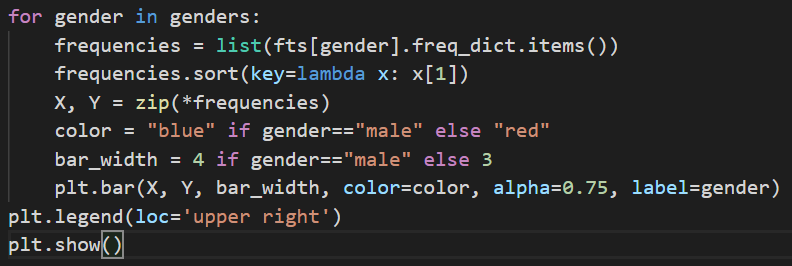 for gender in genders:
    frequencies = list(fts[gender].freq_dict.items())
    frequencies.sort(key=lambda x: x[1])
    X, Y = zip(*frequencies)
    color = "blue" if gender=="male" else "red"
    bar_width = 4 if gender=="male" else 3
    plt.bar(X, Y, bar_width, color=color, alpha=0.75, label=gender)
plt.legend(loc='upper right')
plt.show()